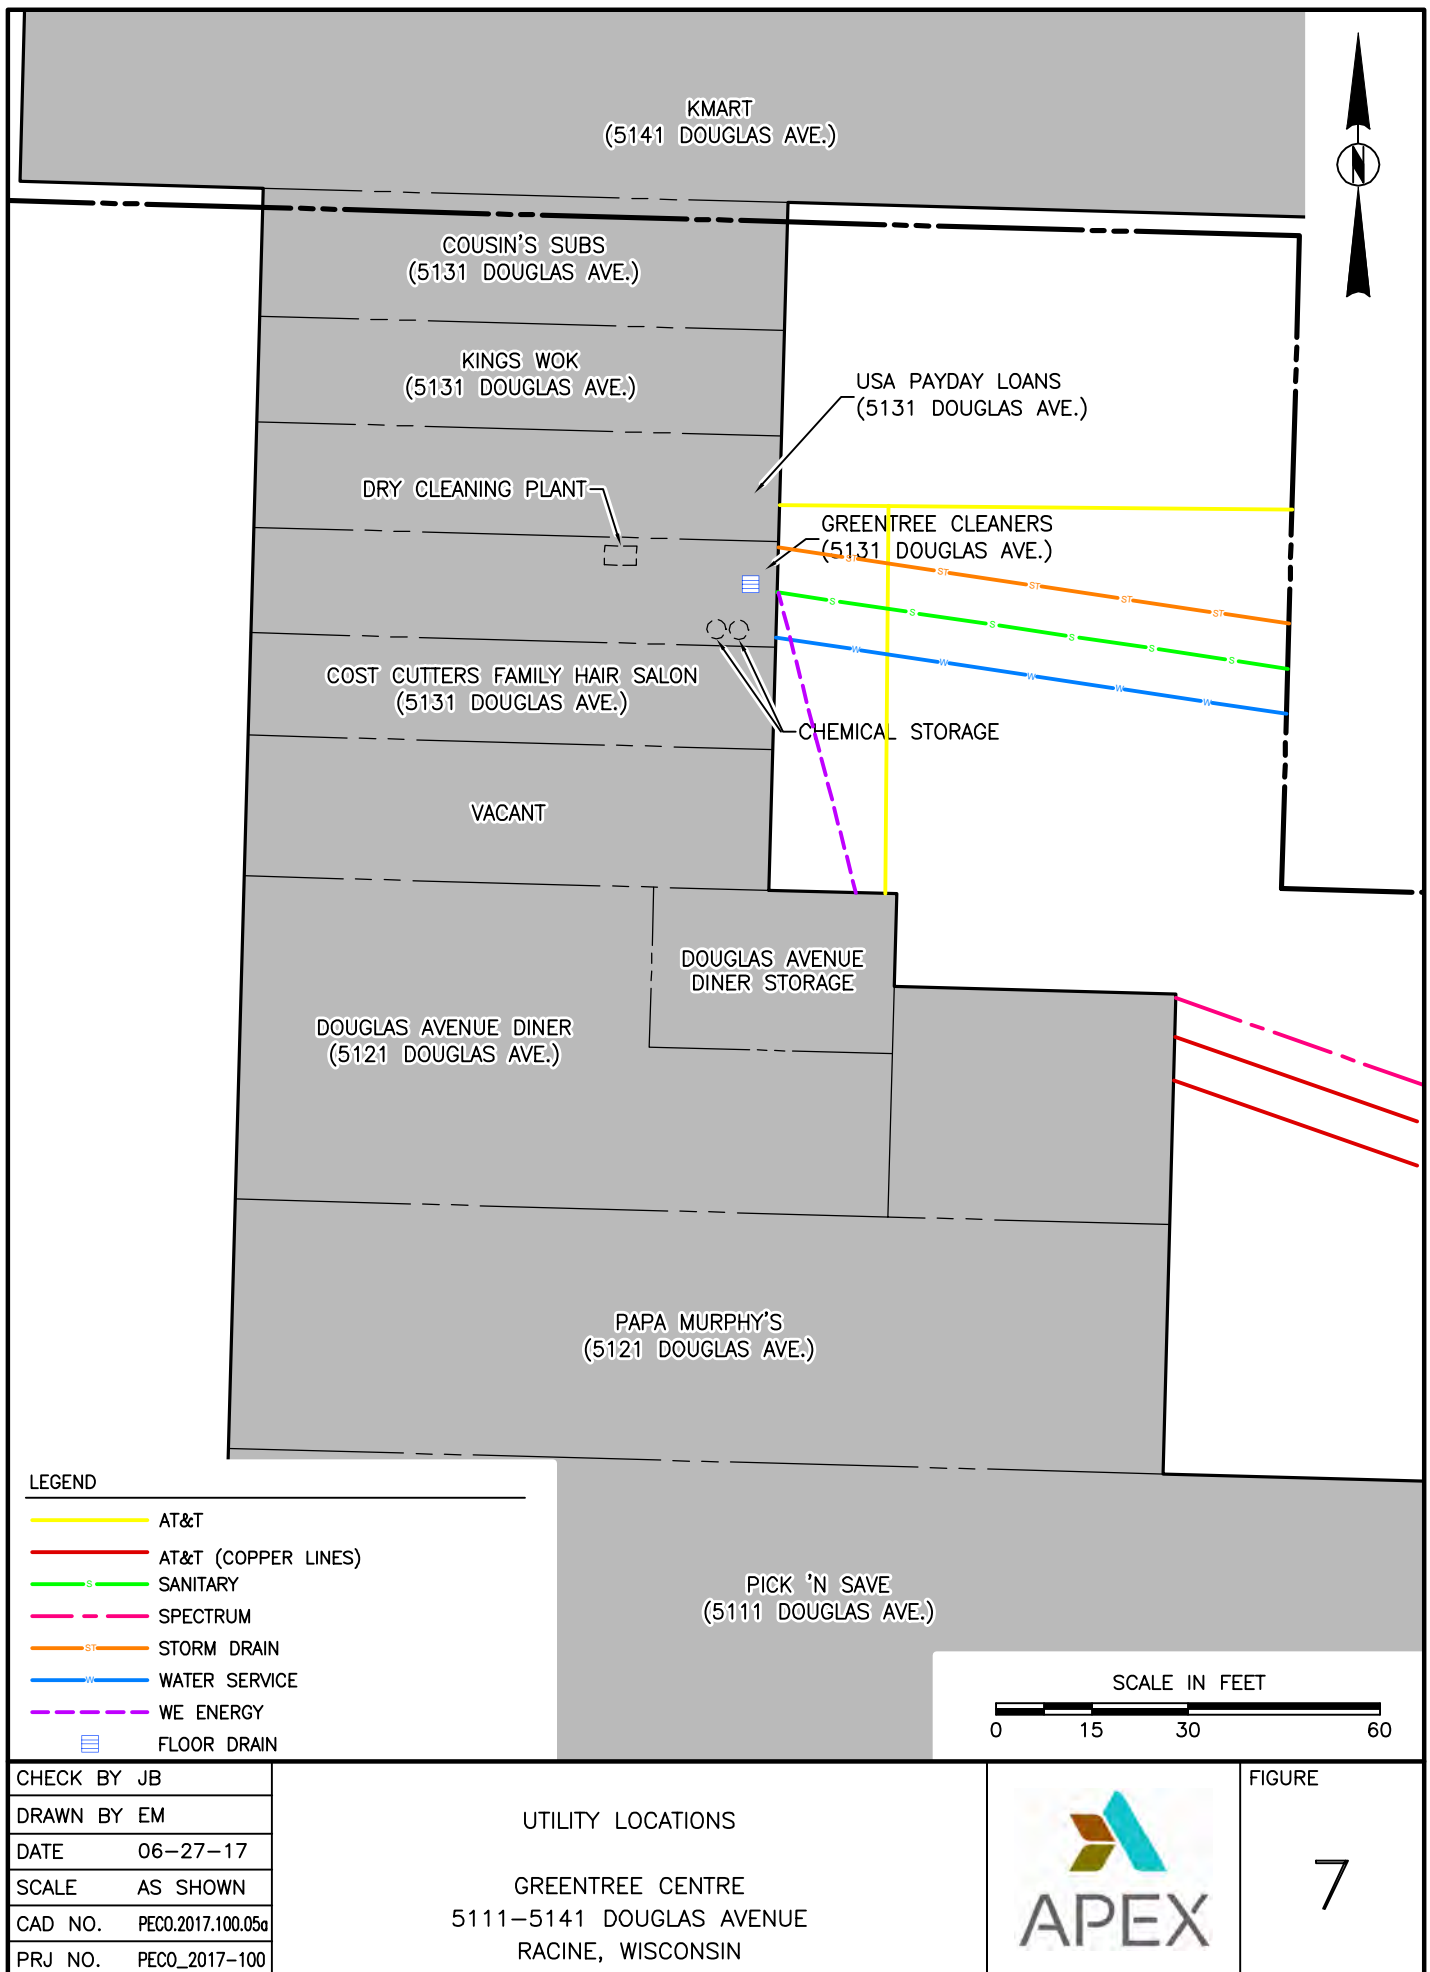 KMART
(5141 DOUGLAS AVE.)
N
COUSIN'S SUBS
(5131 DOUGLAS AVE.)
KINGS WOK
(5131 DOUGLAS AVE.)
USA PAYDAY LOANS
(5131 DOUGLAS AVE.)
DRY CLEANING PLANT
GREENTREE CLEANERS
(5131 DOUGLAS AVE.)
ST ST ST ST ST
S S S S S S
W W W W W
COST CUTTERS FAMILY HAIR SALON
(5131 DOUGLAS AVE.)
CHEMICAL STORAGE
VACANT
DOUGLAS AVENUE
DINER STORAGE
DOUGLAS AVENUE DINER
(5121 DOUGLAS AVE.)
PAPA MURPHY'S
(5121 DOUGLAS AVE.)
PICK 'N SAVE
(5111 DOUGLAS AVE.)
LEGEND
AT&T
AT&T (COPPER LINES)
S SANITARY
SPECTRUM
ST STORM DRAIN
W WATER SERVICE
WE ENERGY
FLOOR DRAIN
SCALE IN FEET
0 15 30 60
CHECK BY JB
DRAWN BY EM
DATE 06-27-17
SCALE AS SHOWN
CAD NO. PECO.2017.100.05a
PRJ NO. PECO_2017-100
UTILITY LOCATIONS
GREENTREE CENTRE
5111-5141 DOUGLAS AVENUE
RACINE, WISCONSIN
APEX
FIGURE
7